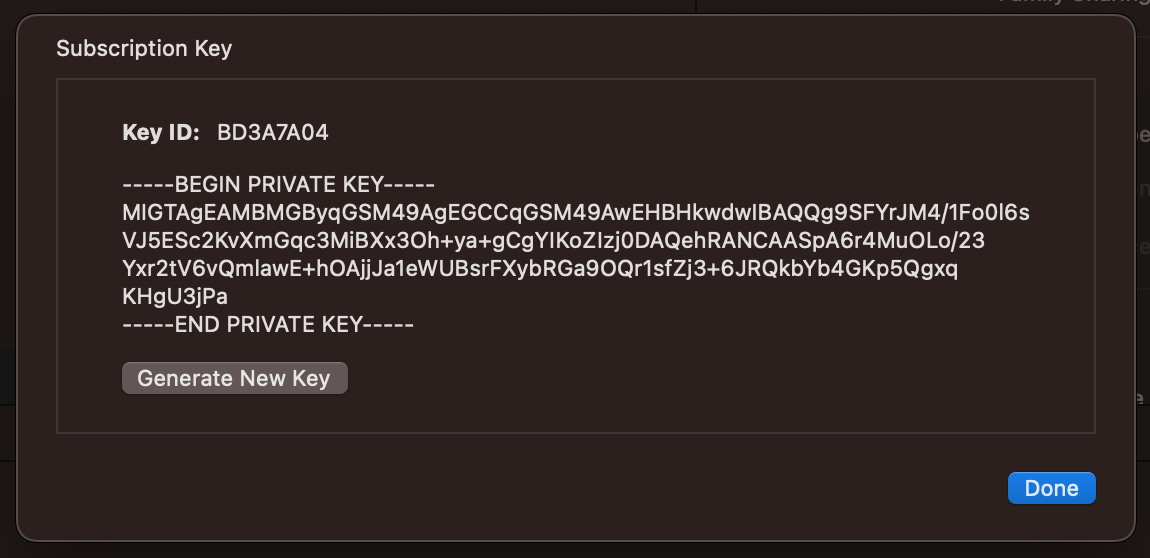 Subscription Key
Key ID: BD3A7A04
-----BEGIN PRIVATE KEY-----
MIGTAgEAMBMGByqGSM49AgEGCCqGSM49AwEHBHkwdwIBAQQg9SFYrJM4/1Fo0l6s
VJ5ESc2KvXmGqc3MiBXx3Oh+ya+gCgYIKoZIzj0DAQehRANCAASpA6r4MuOLo/23
Yxr2tV6vQmlawE+hOAjjJa1eWUBsrFXybRGa9OQr1sfZj3+6JRQkbYb4GKp5Qgxq
KHgU3jPa
-----END PRIVATE KEY-----
Generate New Key
Done